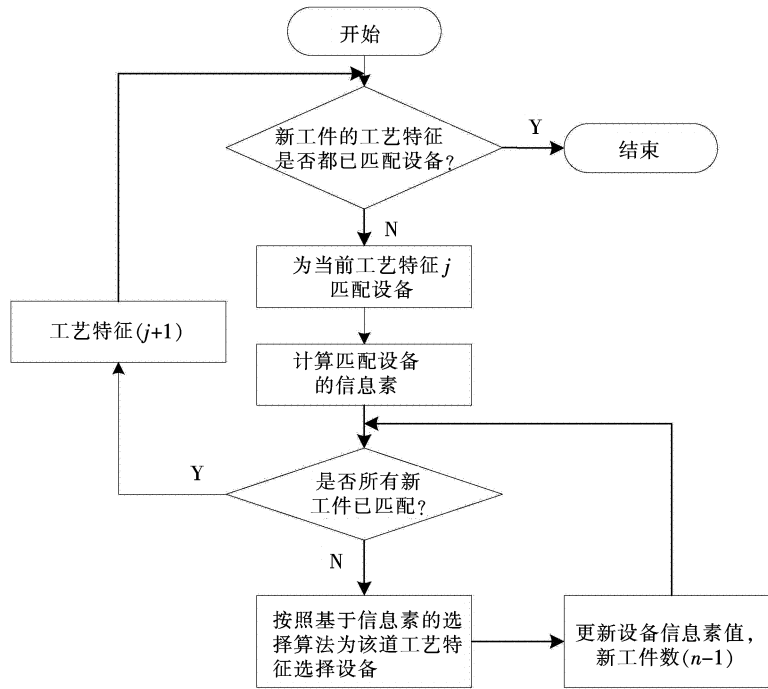 开始
新工件的工艺特征
是否都已匹配设备?
Y
结束
N
为当前工艺特征j
匹配设备
工艺特征(j+1)
计算匹配设备
的信息素
Y
是否所有新
工件已匹配?
N
按照基于信息素的选
择算法为该道工艺特
征选择设备
更新设备信息素值,
新工件数(n-1)